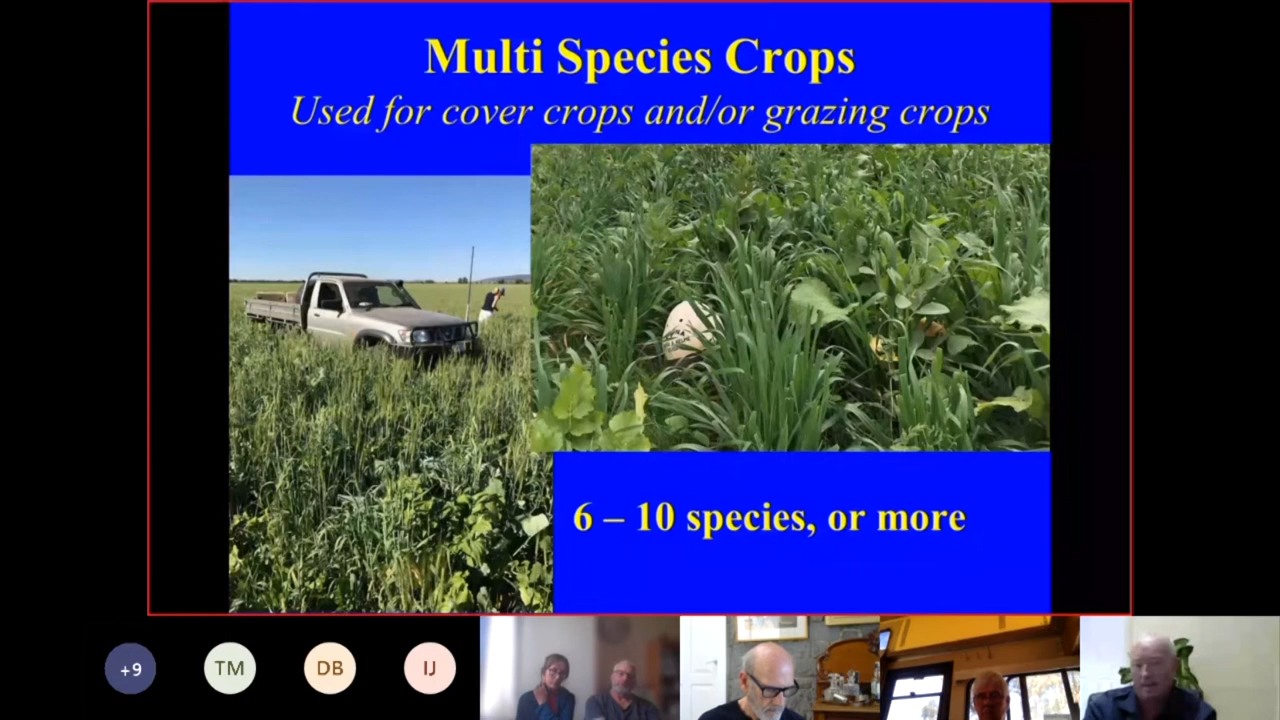 Multi Species Crops
Used for cover crops and/or grazing crops
6 – 10 species, or more
+9
TM
DB
IJ